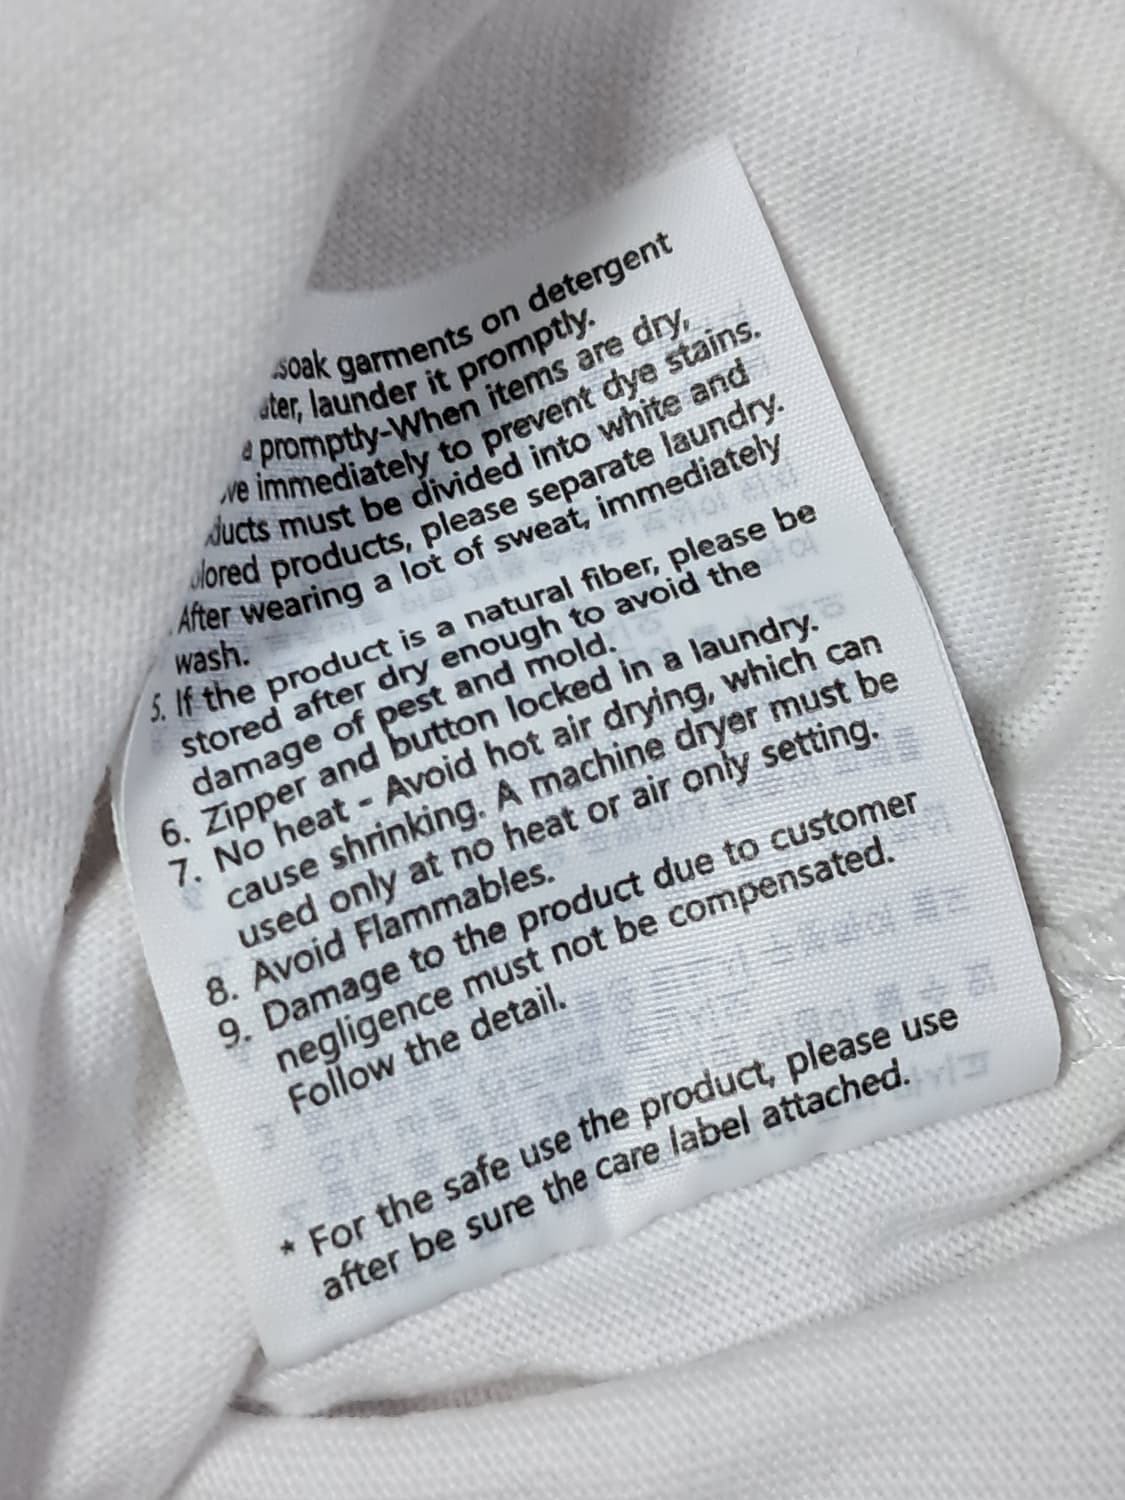 soak garments on detergent
launder it promptly.
promptly-When items are dry,
immediately to prevent dye stains.
must be divided into white and
products, please separate laundry.
After wearing a lot of sweat, immediately
wash.
5. If the product is a natural fiber, please be
stored after dry enough to avoid the
damage of pest and mold.
6. Zipper and button locked in a laundry.
7. No heat - Avoid hot air drying, which can
cause shrinking. A machine dryer must be
used only at no heat or air only setting.
8. Avoid Flammables.
9. Damage to the product due to customer
negligence must not be compensated.
Follow the detail.
* For the safe use the product, please use
after be sure the care label attached.